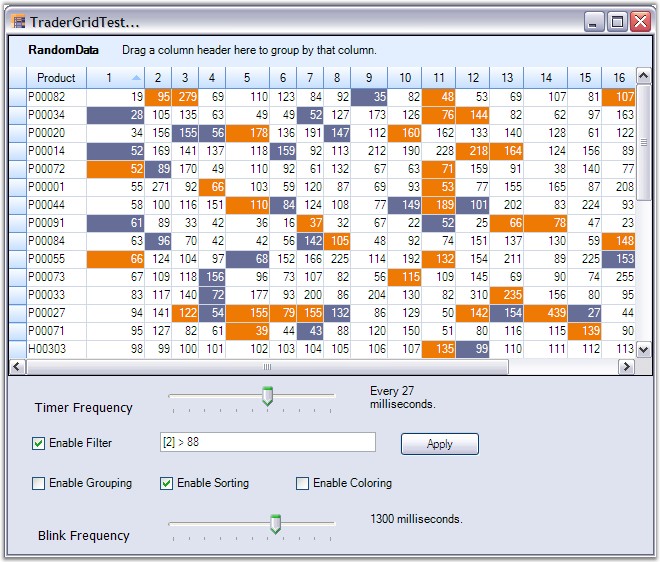 TraderGridTest...
RandomData Drag a column header here to group by that column.
Product 1 2 3 4 5 6 7 8 9 10 11 12 13 14 15 16
P00082 19 95 279 69 110 123 84 92 35 82 48 53 69 107 81 107
P00034 28 105 135 63 49 49 52 127 113 126 76 144 82 62 97 163
P00020 34 156 155 56 178 136 191 147 112 160 162 133 140 128 61 122
P00014 52 169 141 137 118 159 92 113 212 190 228 218 164 124 156 89
P00072 52 89 170 49 110 92 61 132 67 63 71 159 91 38 140 77
P00001 55 271 92 66 103 59 120 87 69 93 53 77 155 165 87 208
P00044 58 100 116 151 110 84 124 108 77 149 189 101 202 83 224 93
P00091 61 89 33 42 36 16 37 32 67 22 52 25 66 78 47 23
P00084 63 96 70 42 42 56 142 105 48 92 74 151 137 130 59 148
P00055 66 124 104 97 68 152 166 225 114 192 132 154 211 89 225 153
P00073 67 109 118 156 96 73 107 82 56 115 109 145 69 90 74 255
P00033 83 117 140 72 177 93 200 86 204 130 82 310 235 156 80 95
P00027 94 141 122 54 155 79 155 132 86 129 50 142 154 439 27 44
P00071 95 127 82 61 39 44 43 88 120 150 51 80 116 115 139 90
H00303 98 99 100 101 102 103 104 105 106 107 135 99 110 111 112 113
Timer Frequency Every 27
milliseconds.
Enable Filter [2] > 88 Apply
Enable Grouping Enable Sorting Enable Coloring
Blink Frequency 1300 milliseconds.